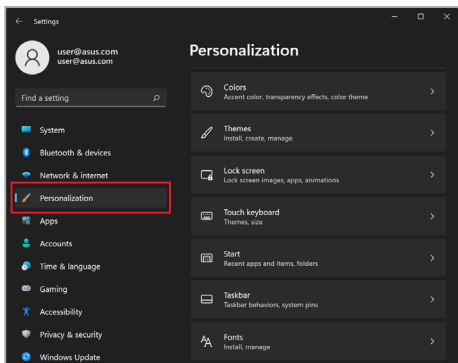 Settings
user@asus.com
user@asus.com
Find a setting
System
Bluetooth & devices
Network & internet
Personalization
Apps
Accounts
Time & language
Gaming
Accessibility
Privacy & security
Windows Update
Personalization
Colors
Accent color, transparency effects, color theme
Themes
Install, create, manage
Lock screen
Lock screen images, apps, animations
Touch keyboard
Themes, size
Start
Recent apps and items, folders
Taskbar
Taskbar behaviors, system pins
Fonts
Install, manage